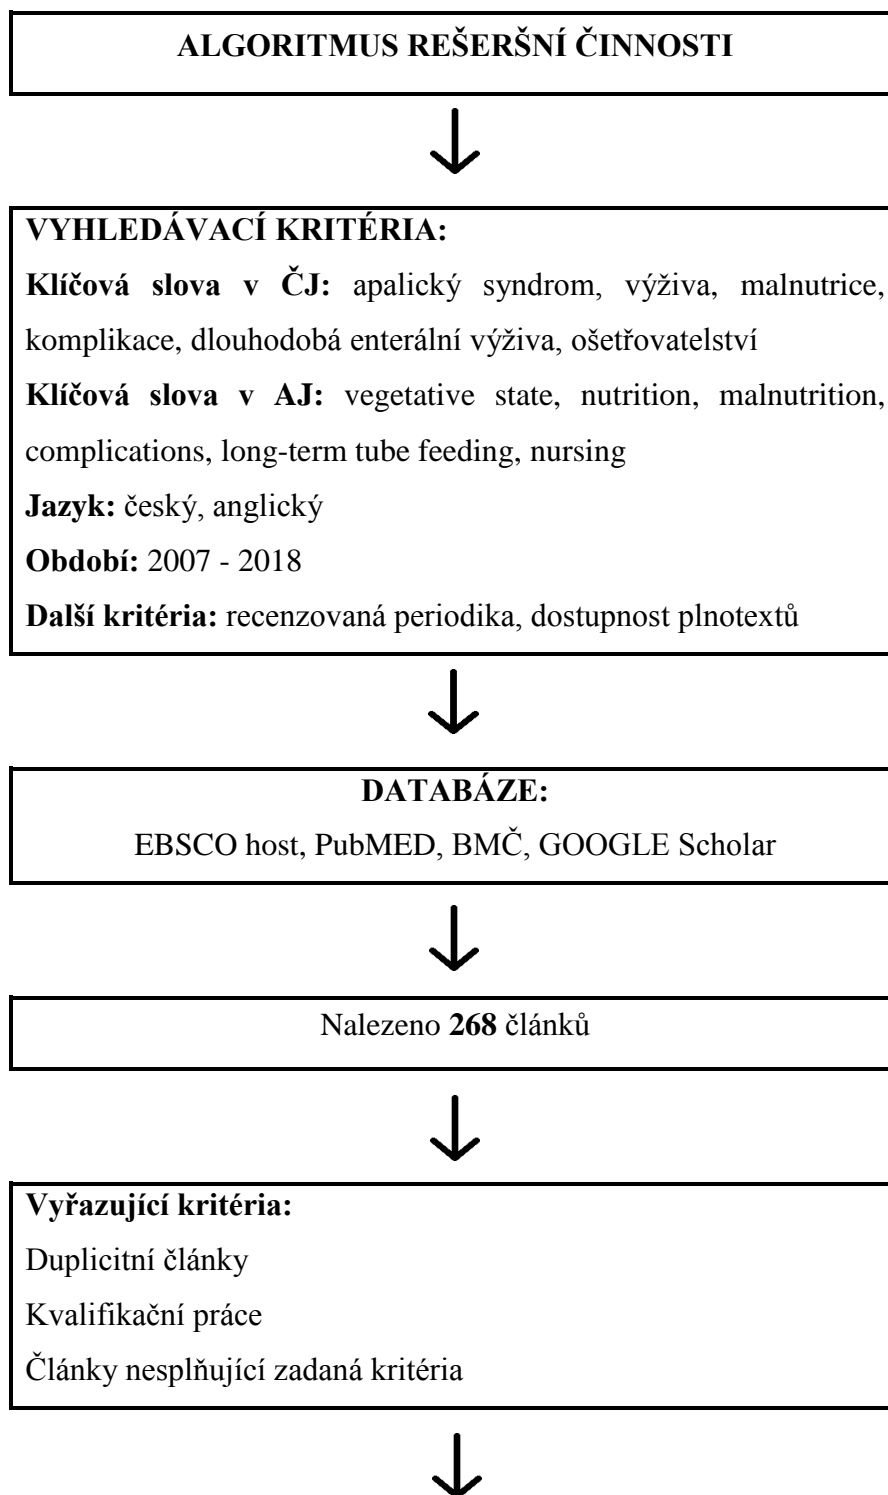 ALGORITMUS REŠERŠNÍ ČINNOSTI
VYHLEDÁVACÍ KRITÉRIA:
Klíčová slova v ČJ: apalický syndrom, výživa, malnutrice,
komplikace, dlouhodobá enterální výživa, ošetřovatelství
Klíčová slova v AJ: vegetative state, nutrition, malnutrition,
complications, long-term tube feeding, nursing
Jazyk: český, anglický
Období: 2007 - 2018
Další kritéria: recenzovaná periodika, dostupnost plnotextů
DATABÁZE:
EBSCO host, PubMED, BMČ, GOOGLE Scholar
Nalezeno 268 článků
Vyřazující kritéria:
Duplicitní články
Kvalifikační práce
Články nesplňující zadaná kritéria